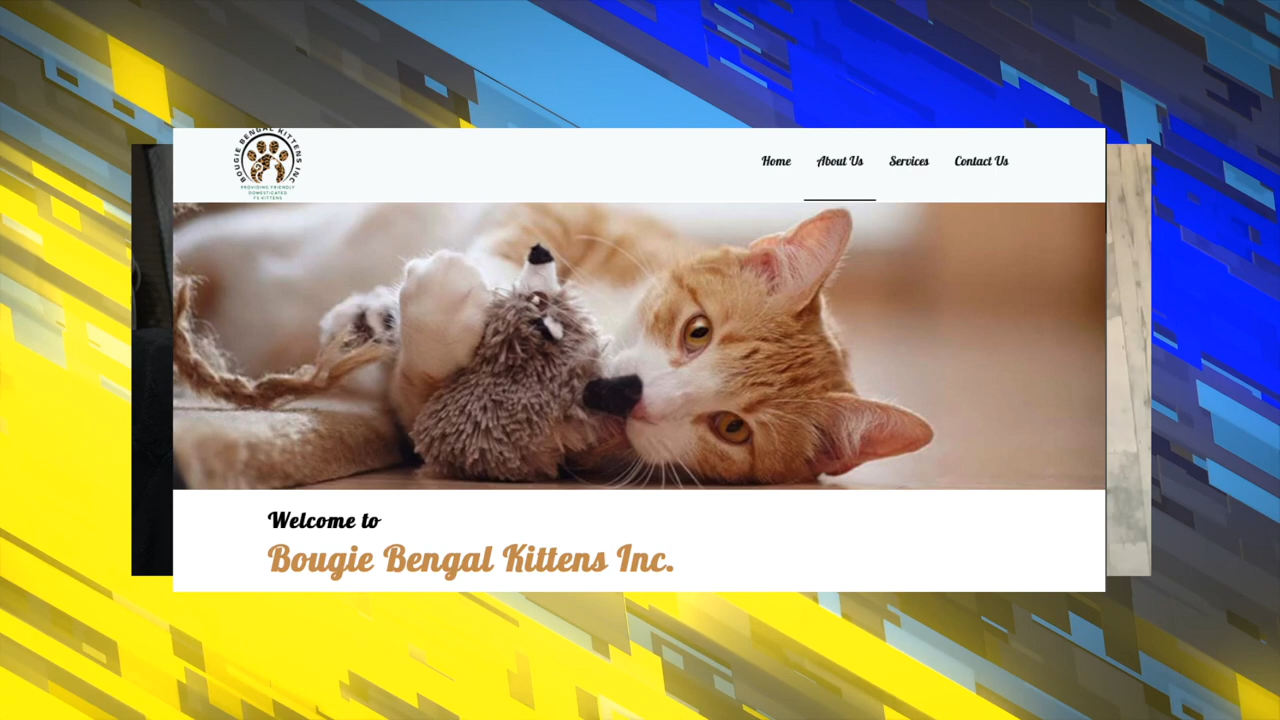 BOUGIE BENGAL KITTENS INC
PROVIDING FRIENDLY
DOMESTICATED
F5 KITTENS
Home About Us Services Contact Us
Welcome to
Bougie Bengal Kittens Inc.